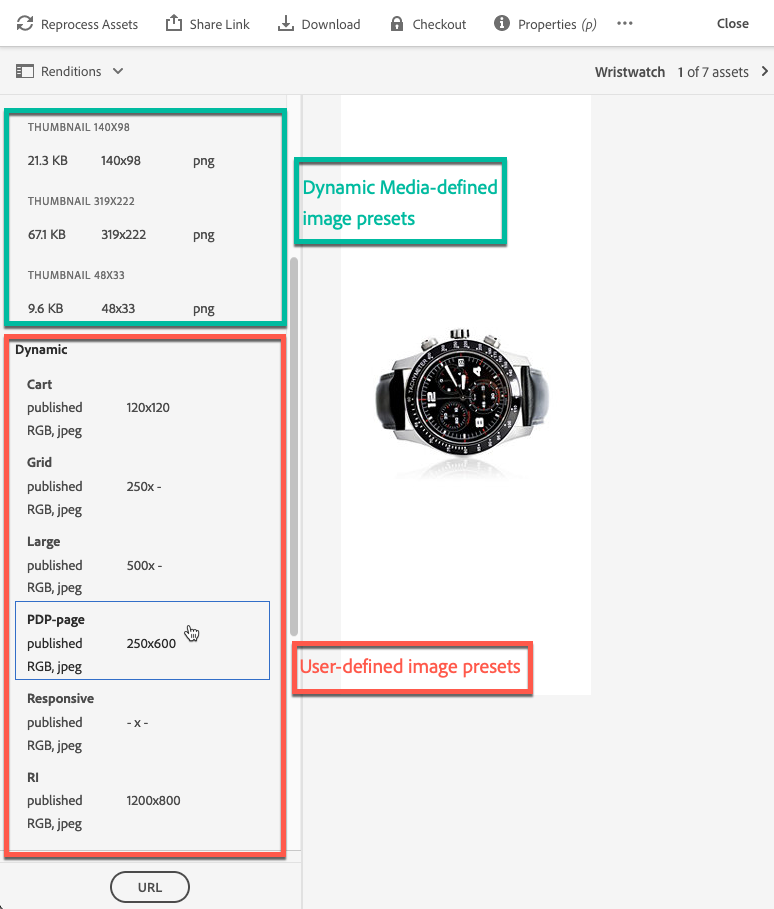 Reprocess Assets Share Link Download Checkout Properties (p) ••• Close
Renditions Wristwatch 1 of 7 assets
THUMBNAIL 140X98
21.3 KB 140x98 png
THUMBNAIL 319X222
67.1 KB 319x222 png
THUMBNAIL 48X33
9.6 KB 48x33 png
Dynamic Media-defined
image presets
Dynamic
Cart
published 120x120
RGB, jpeg
Grid
published 250x -
RGB, jpeg
Large
published 500x -
RGB, jpeg
PDP-page
published 250x600
RGB, jpeg
User-defined image presets
Responsive
published - x -
RGB, jpeg
RI
published 1200x800
RGB, jpeg
URL
TACHYMETER
12
4